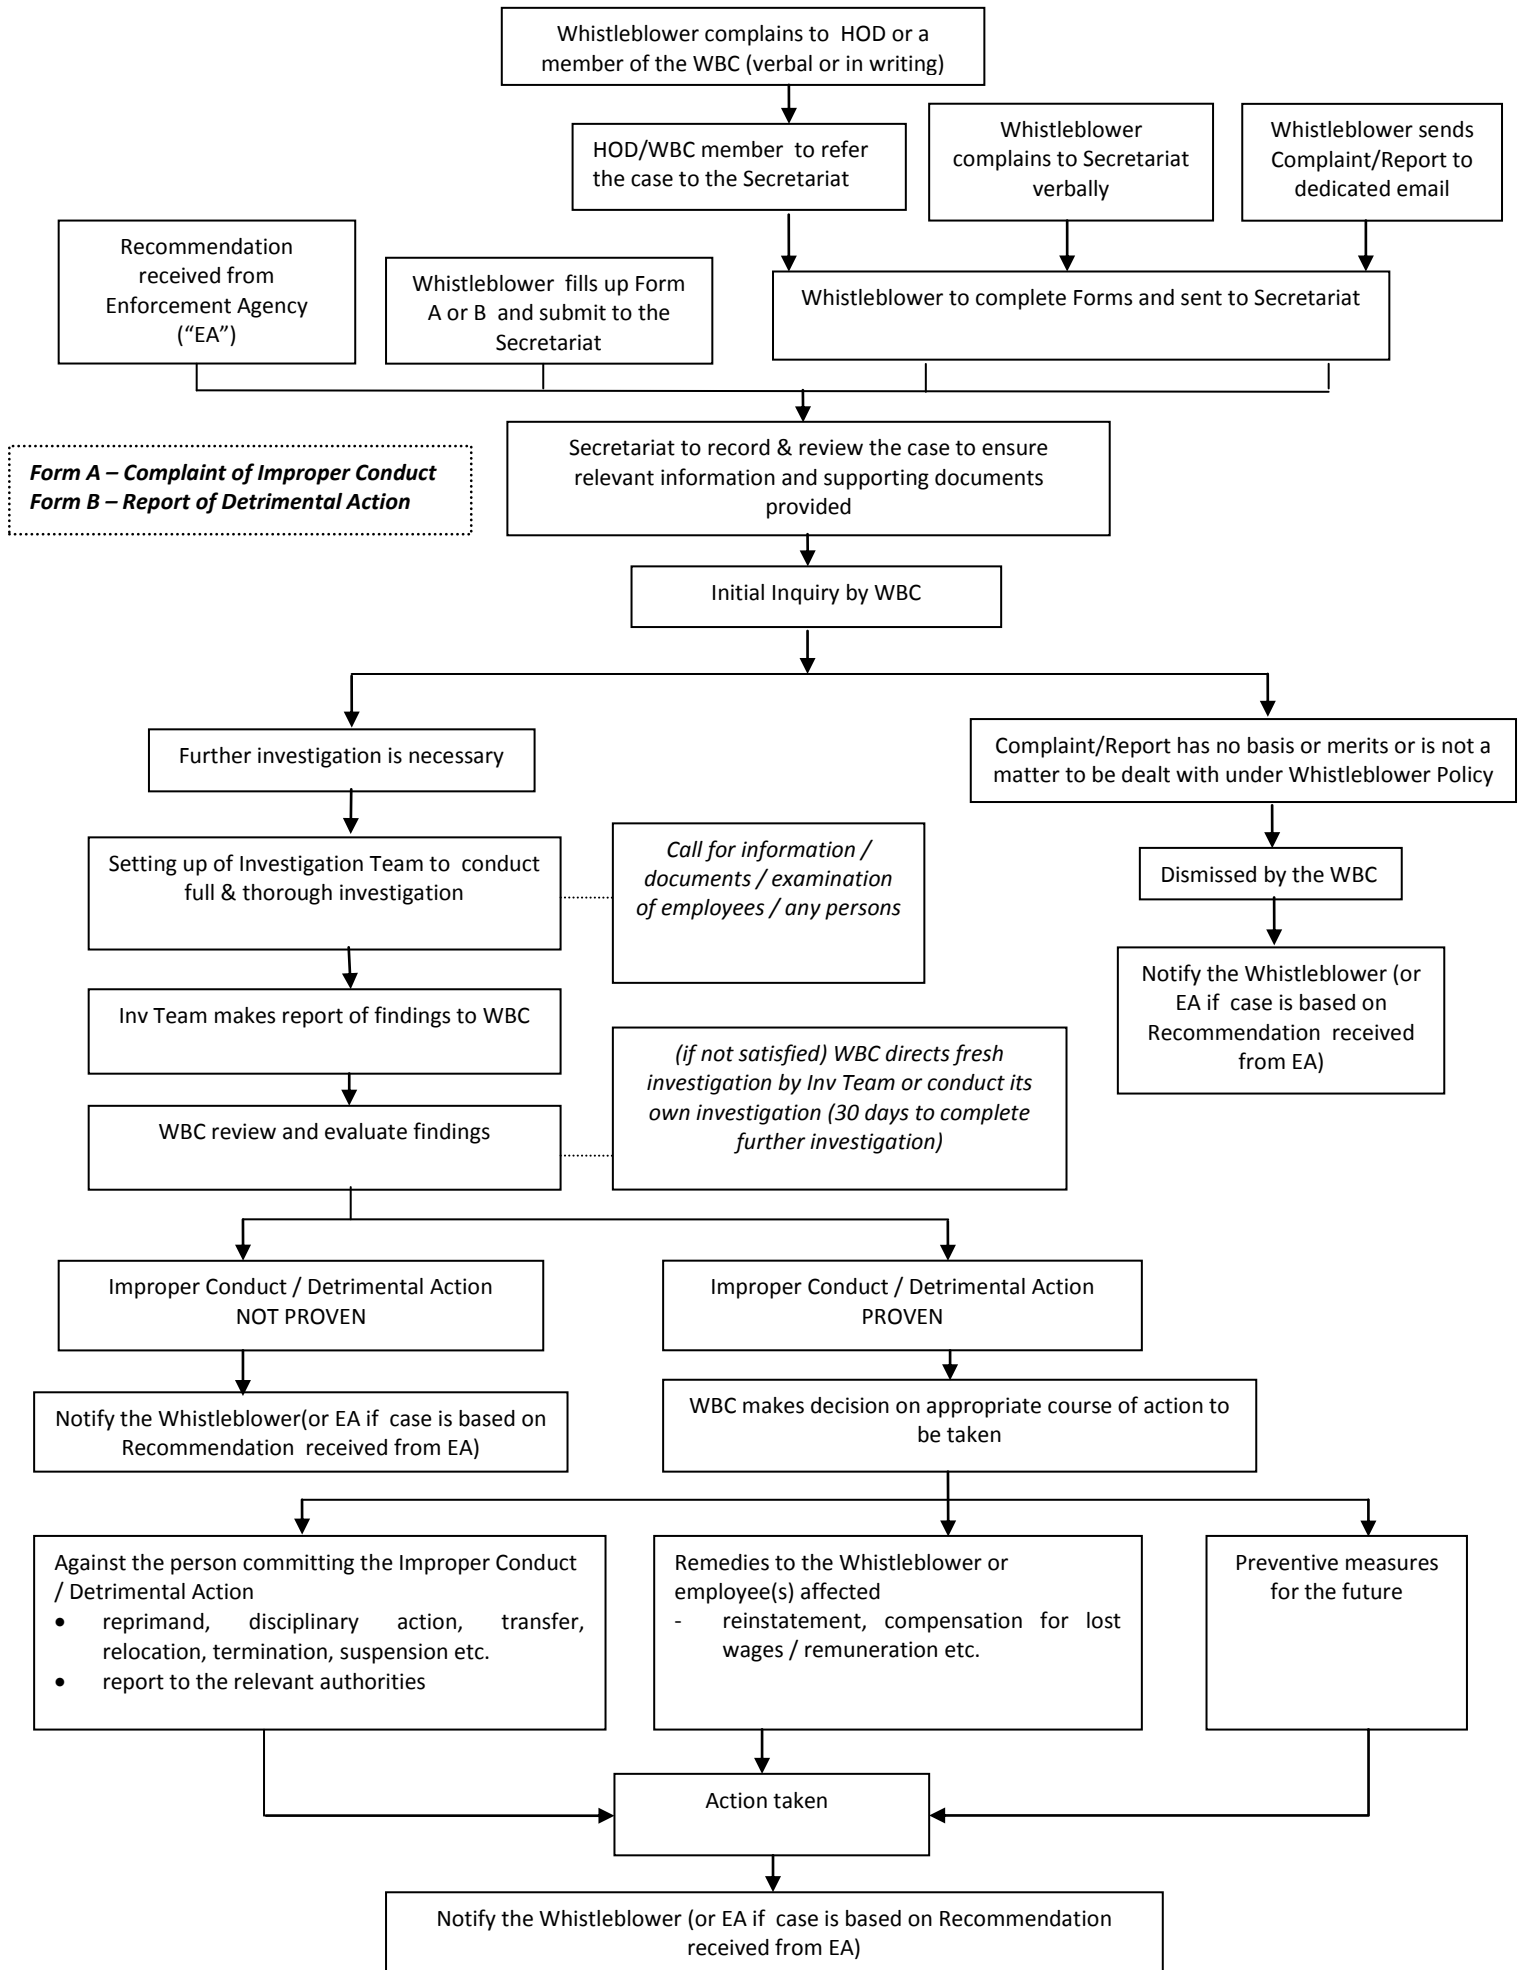 Whistleblower complains to HOD or a
member of the WBC (verbal or in writing)
HOD/WBC member to refer
the case to the Secretariat
Whistleblower
complains to Secretariat
verbally
Whistleblower sends
Complaint/Report to
dedicated email
Recommendation
received from
Enforcement Agency
(“EA”)
Whistleblower fills up Form
A or B and submit to the
Secretariat
Whistleblower to complete Forms and sent to Secretariat
Form A – Complaint of Improper Conduct
Form B – Report of Detrimental Action
Secretariat to record & review the case to ensure
relevant information and supporting documents
provided
Initial Inquiry by WBC
Further investigation is necessary
Complaint/Report has no basis or merits or is not a
matter to be dealt with under Whistleblower Policy
Setting up of Investigation Team to conduct
full & thorough investigation
Call for information /
documents / examination
of employees / any persons
Dismissed by the WBC
Notify the Whistleblower (or
EA if case is based on
Recommendation received
from EA)
Inv Team makes report of findings to WBC
(if not satisfied) WBC directs fresh
investigation by Inv Team or conduct its
own investigation (30 days to complete
further investigation)
WBC review and evaluate findings
Improper Conduct / Detrimental Action
NOT PROVEN
Improper Conduct / Detrimental Action
PROVEN
Notify the Whistleblower(or EA if case is based on
Recommendation received from EA)
WBC makes decision on appropriate course of action to
be taken
Against the person committing the Improper Conduct
/ Detrimental Action
• reprimand, disciplinary action, transfer,
relocation, termination, suspension etc.
• report to the relevant authorities
Remedies to the Whistleblower or
employee(s) affected
- reinstatement, compensation for lost
wages / remuneration etc.
Preventive measures
for the future
Action taken
Notify the Whistleblower (or EA if case is based on Recommendation
received from EA)